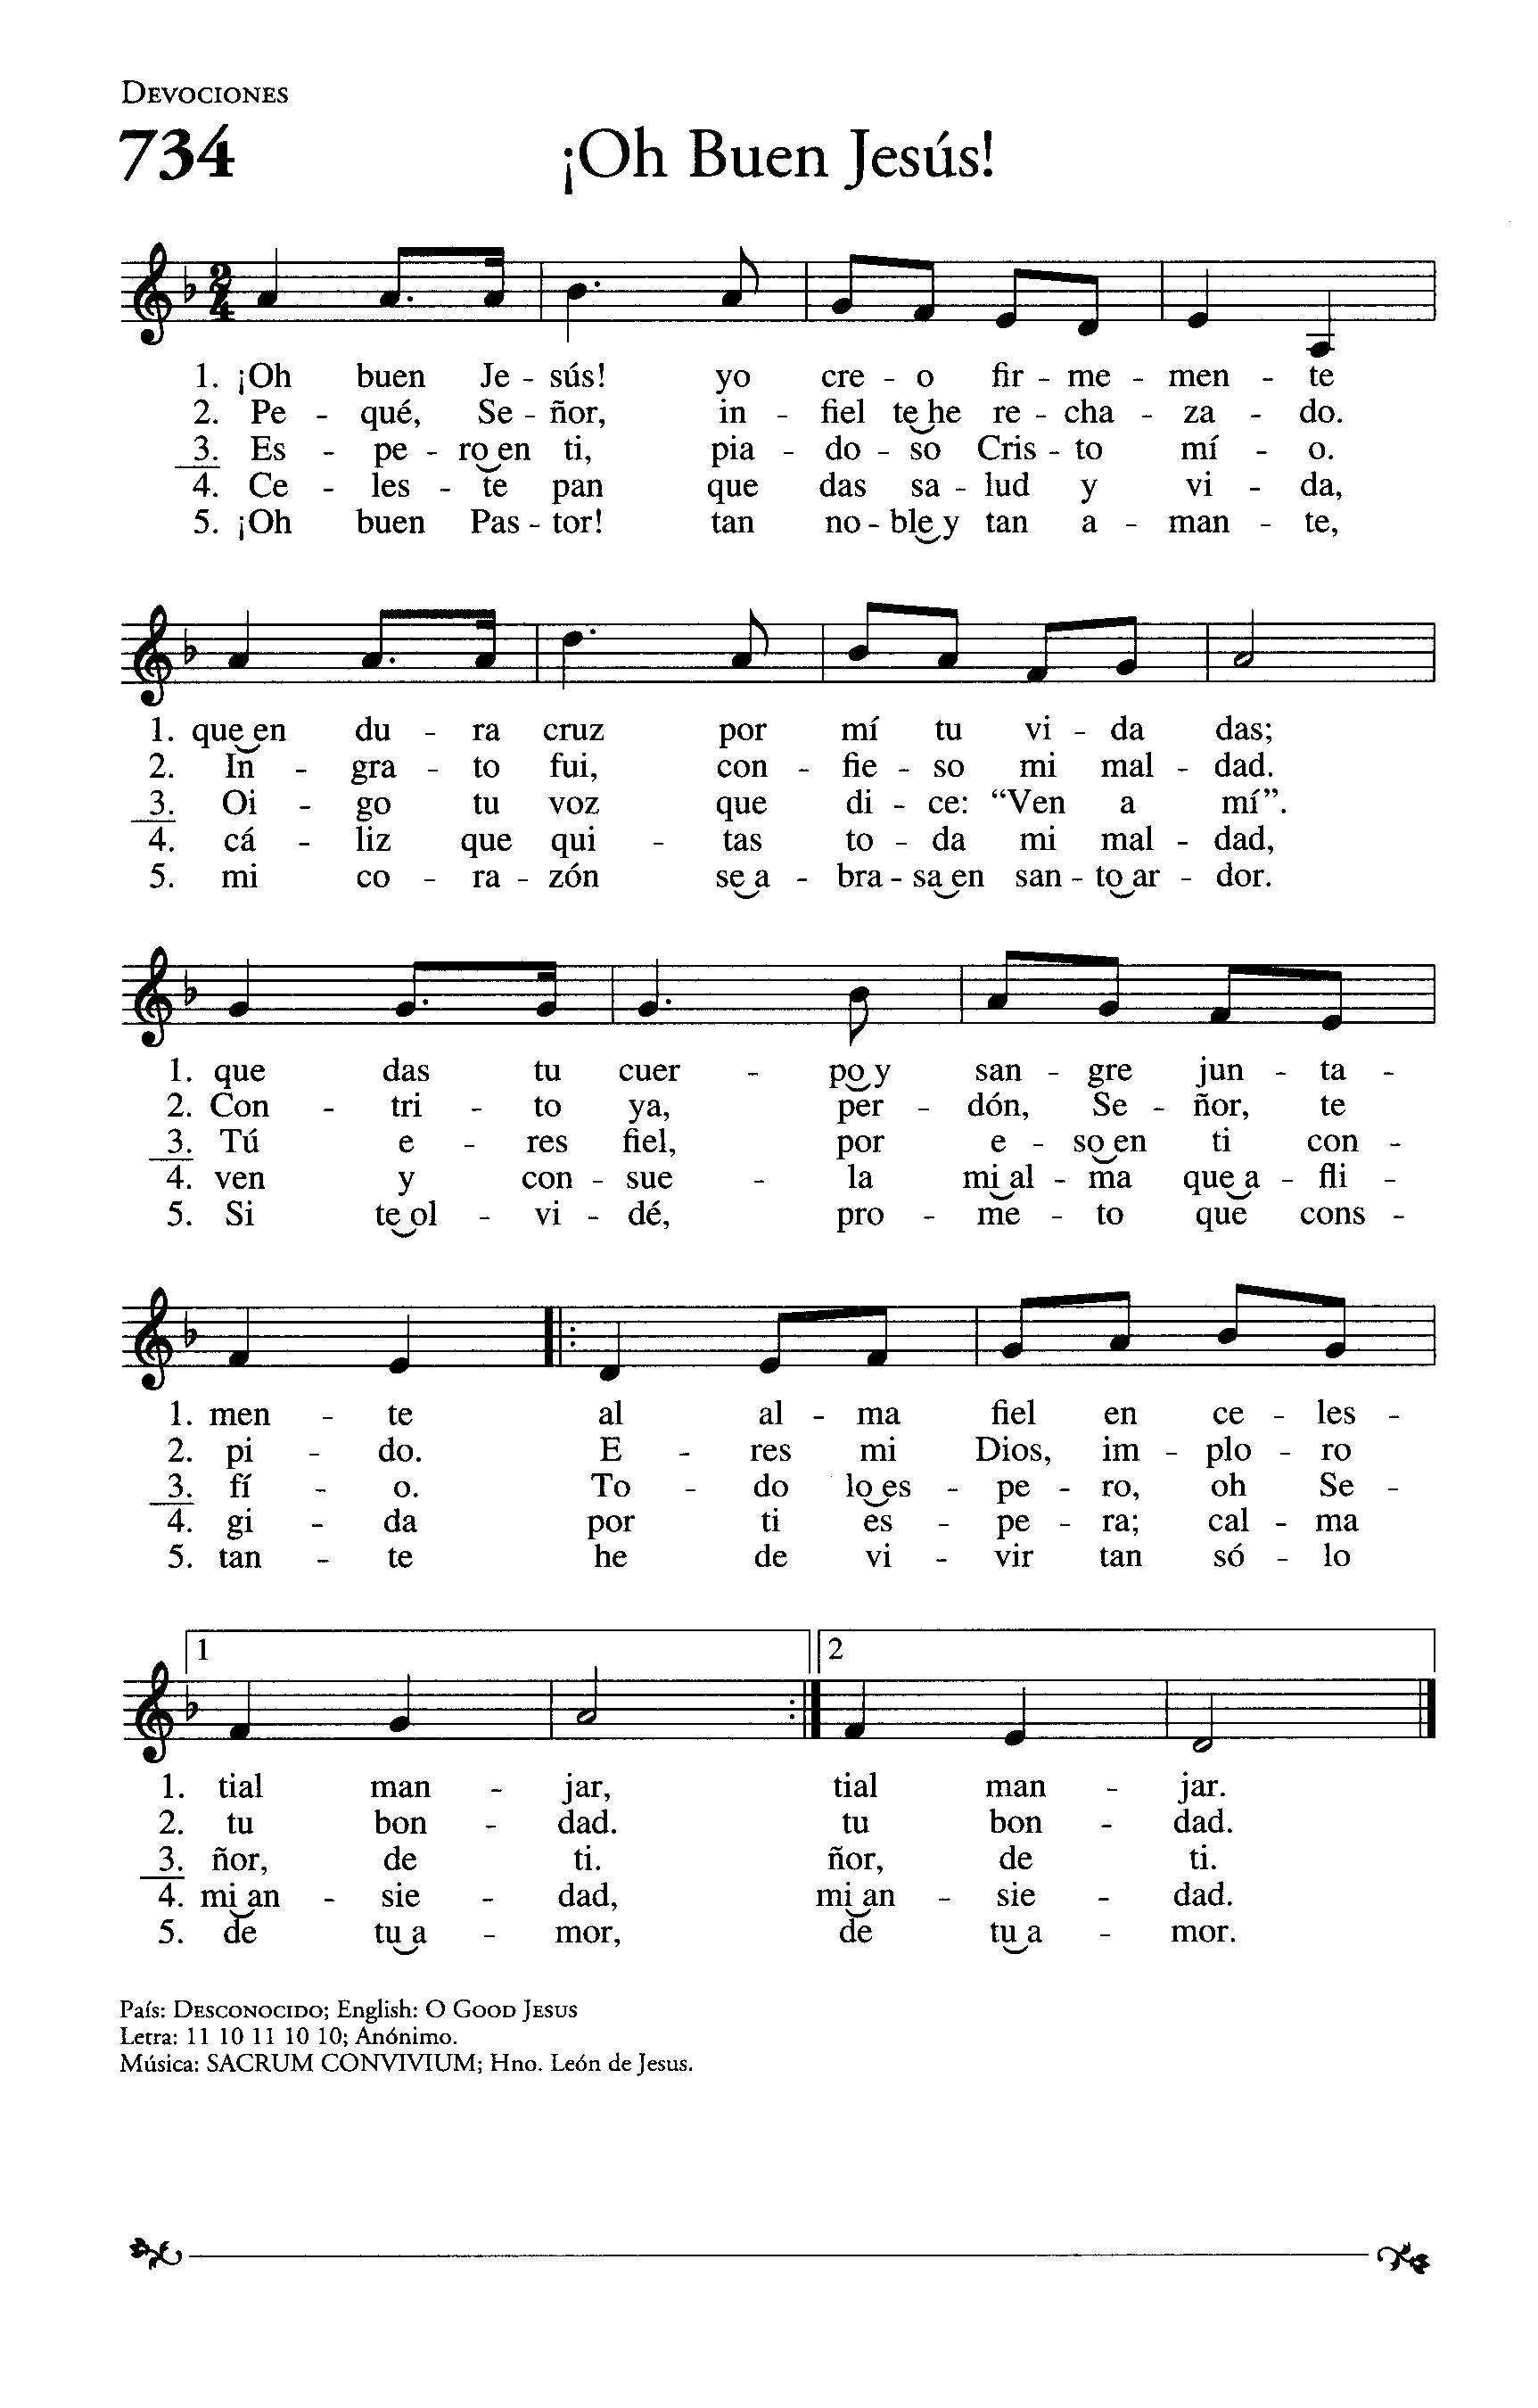 DEVOCIONES
734 ¡Oh Buen Jesús!
1. ¡Oh buen Je - sús! yo cre - o fir - me - men - te
2. Pe - qué, Se - ñor, in - fiel te he re - cha - za - do.
3. Es - pe - ro en ti, pia - do - so Cris - to mí - o.
4. Ce - les - te pan que das sa - lud y vi - da,
5. ¡Oh buen Pas - tor! tan no - ble y tan a - man - te,
1. que en du - ra cruz por mí tu vi - da das;
2. In - gra - to fui, con - fie - so mi mal - dad.
3. Oi - go tu voz que di - ce: “Ven a mí”.
4. cá - liz que qui - tas to - da mi mal - dad,
5. mi co - ra - zón se a - bra - sa en san - to ar - dor.
1. que das tu cuer - po y san - gre jun - ta -
2. Con - tri - to ya, per - dón, Se - ñor, te
3. Tú e - res fiel, por e - so en ti con -
4. ven y con - sue - la mi al - ma que a - fli -
5. Si te ol - vi - dé, pro - me - to que cons -
1. men - te al al - ma fiel en ce - les -
2. pi - do. E - res mi Dios, im - plo - ro
3. fí - o. To - do lo es - pe - ro, oh Se -
4. gi - da por ti es - pe - ra; cal - ma
5. tan - te he de vi - vir tan só - lo
1 2
1. tial man - jar, tial man - jar.
2. tu bon - dad. tu bon - dad.
3. ñor, de ti. ñor, de ti.
4. mi an - sie - dad, mi an - sie - dad.
5. de tu a - mor, de tu a - mor.
País: DESCONOCIDO; English: O GOOD JESUS
Letra: 11 10 11 10 10; Anónimo.
Música: SACRUM CONVIVIUM; Hno. León de Jesus.